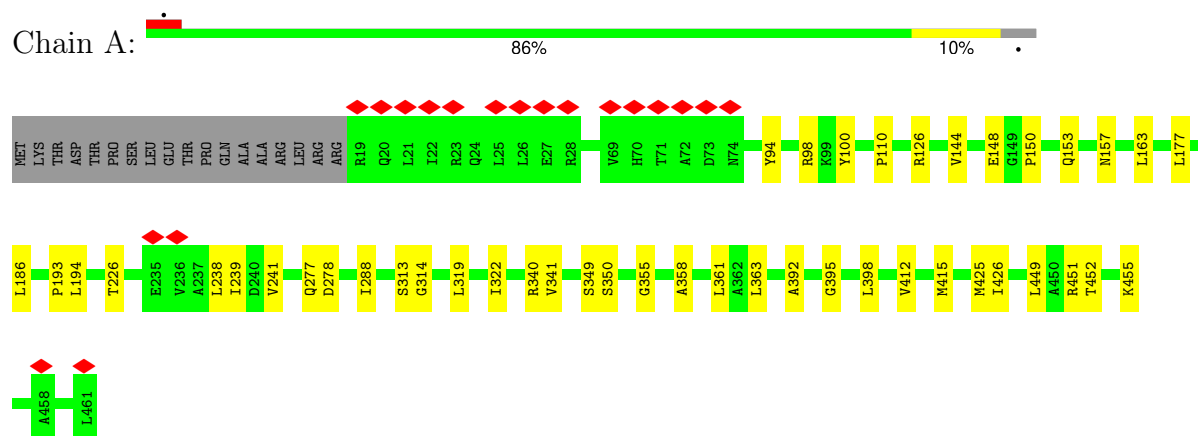 Chain A:
86%
10%
MET LYS THR ASP THR PRO SER LEU GLU THR PRO GLN ALA ALA ARG LEU ARG ARG R19 Q20 L21 I22 R23 Q24 L25 L26 E27 R28 V69 H70 T71 A72 D73 N74 Y94 R98 K99 Y100 P110 R126 V144 E148 G149 P150 Q153 N157 L163 L177
L186 P193 L194 T226 E235 V236 A237 L238 I239 D240 V241 Q277 D278 I288 S313 G314 L319 I322 R340 V341 S349 S350 G355 A358 L361 A362 L363 A392 G395 L398 V412 M415 M425 I426 L449 A450 R451 T452 K455
A458 L461